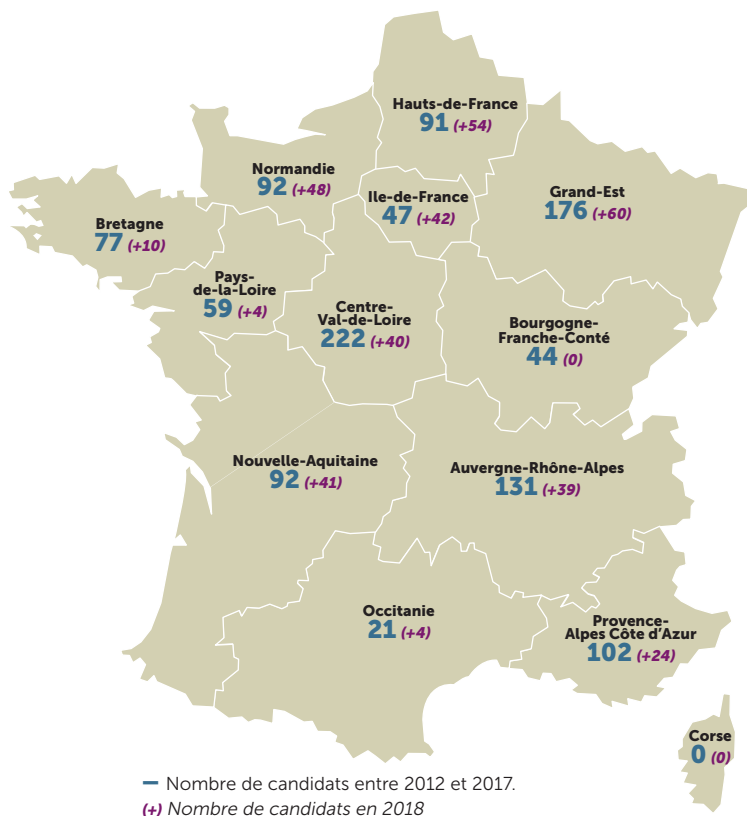 Hauts-de-France
91 (+54)
Normandie
92 (+48)
Ile-de-France
47 (+42)
Grand-Est
176 (+60)
Bretagne
77 (+10)
Pays-
de-la-Loire
59 (+4)
Centre-
Val-de-Loire
222 (+40)
Bourgogne-
Franche-Conté
44 (0)
Nouvelle-Aquitaine
92 (+41)
Auvergne-Rhône-Alpes
131 (+39)
Occitanie
21 (+4)
Provence-
Alpes Côte d'Azur
102 (+24)
Corse
0 (0)
– Nombre de candidats entre 2012 et 2017.
(+) Nombre de candidats en 2018